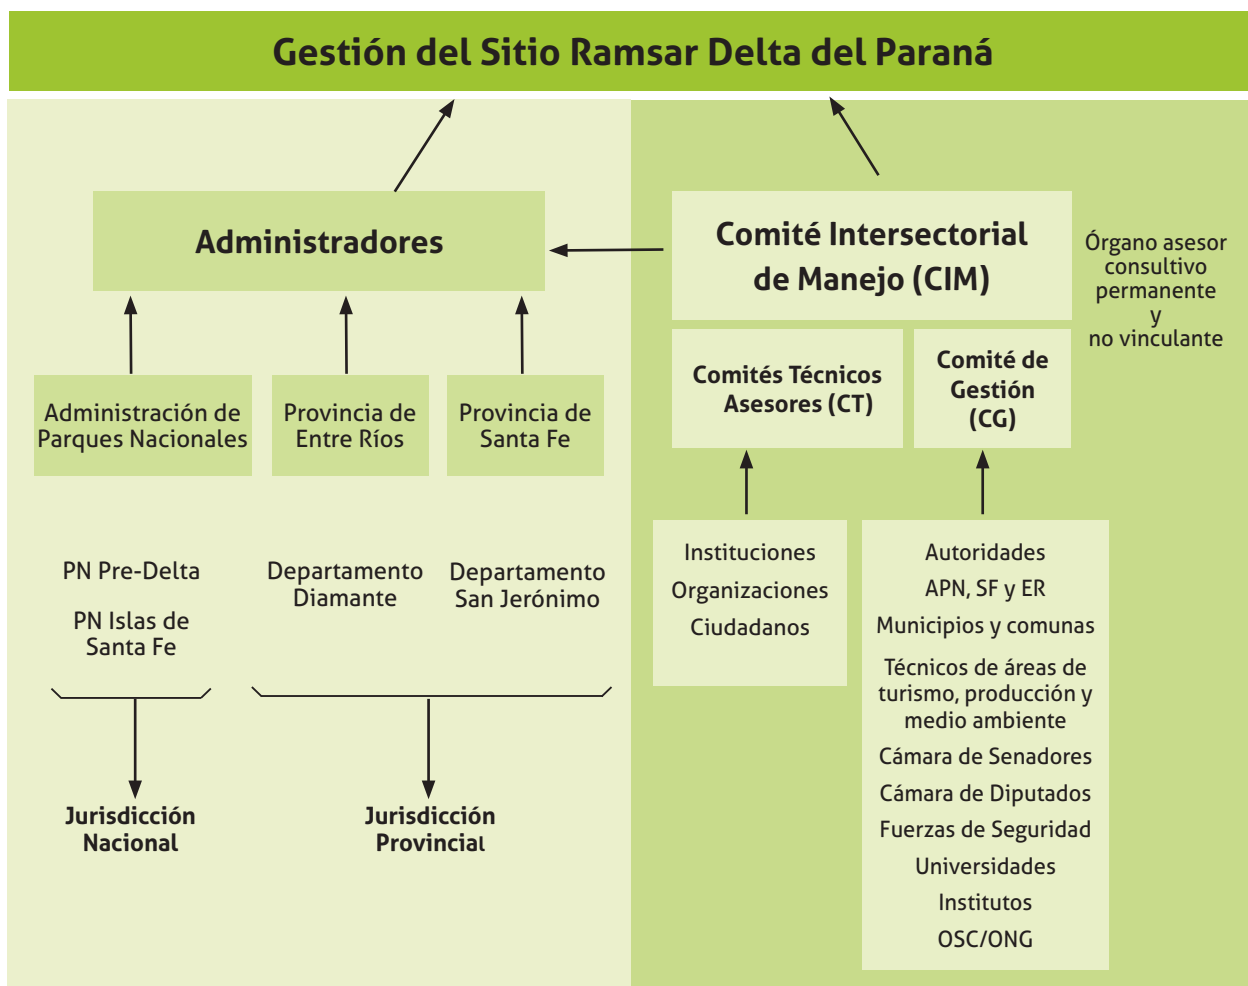 Gestión del Sitio Ramsar Delta del Paraná
Administradores
Administración de
Parques Nacionales
Provincia de
Entre Ríos
Provincia de
Santa Fe
PN Pre-Delta
PN Islas de
Santa Fe
Departamento
Diamante
Departamento
San Jerónimo
Jurisdicción
Nacional
Jurisdicción
Provincial
Comité Intersectorial
de Manejo (CIM)
Órgano asesor
consultivo
permanente
y
no vinculante
Comités Técnicos
Asesores (CT)
Comité de
Gestión
(CG)
Instituciones
Organizaciones
Ciudadanos
Autoridades
APN, SF y ER
Municipios y comunas
Técnicos de áreas de
turismo, producción y
medio ambiente
Cámara de Senadores
Cámara de Diputados
Fuerzas de Seguridad
Universidades
Institutos
OSC/ONG